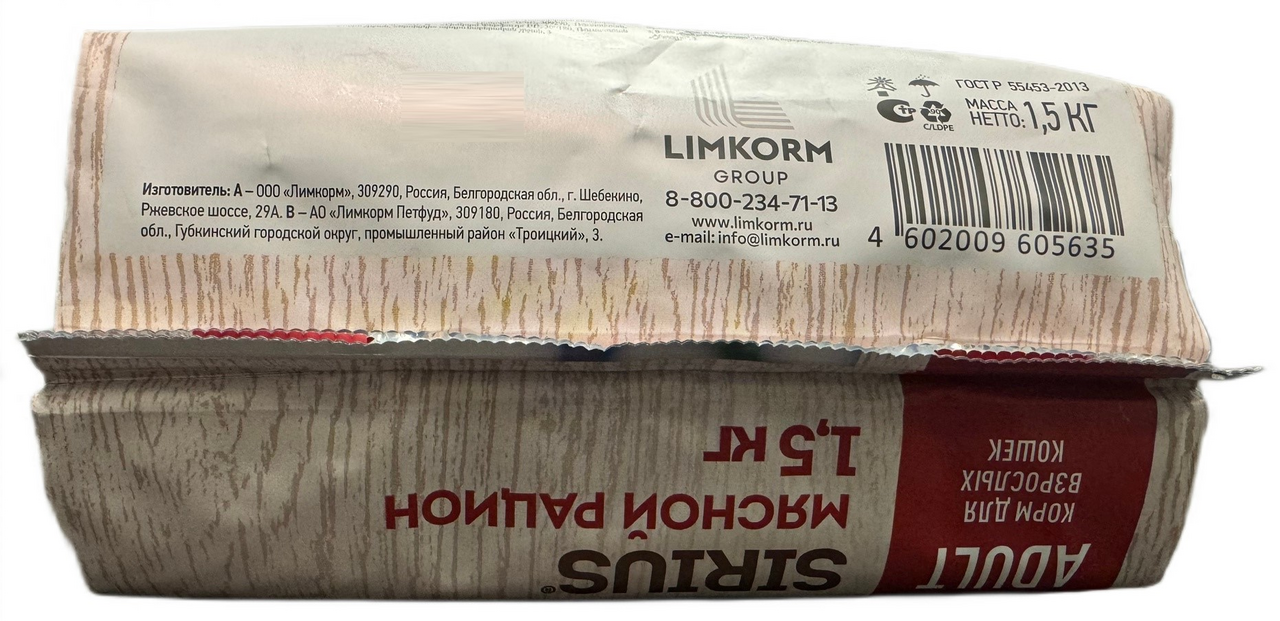 Изготовитель: А – ООО «Лимкорм», 309290, Россия, Белгородская обл., г. Шебекино,
Ржевское шоссе, 29А. В – АО «Лимкорм Петфуд», 309180, Россия, Белгородская
обл., Губкинский городской округ, промышленный район «Троицкий», 3.
LIMKORM
GROUP
8-800-234-71-13
www.limkorm.ru
e-mail: info@limkorm.ru
ГОСТ Р 55453-2013
МАССА
НЕТТО: 1,5 КГ
C/LDPE
4 602009 605635
ADULT
КОРМ ДЛЯ
ВЗРОСЛЫХ
КОШЕК
SIRIUS®
МЯСНОЙ РАЦИОН
1,5 кг